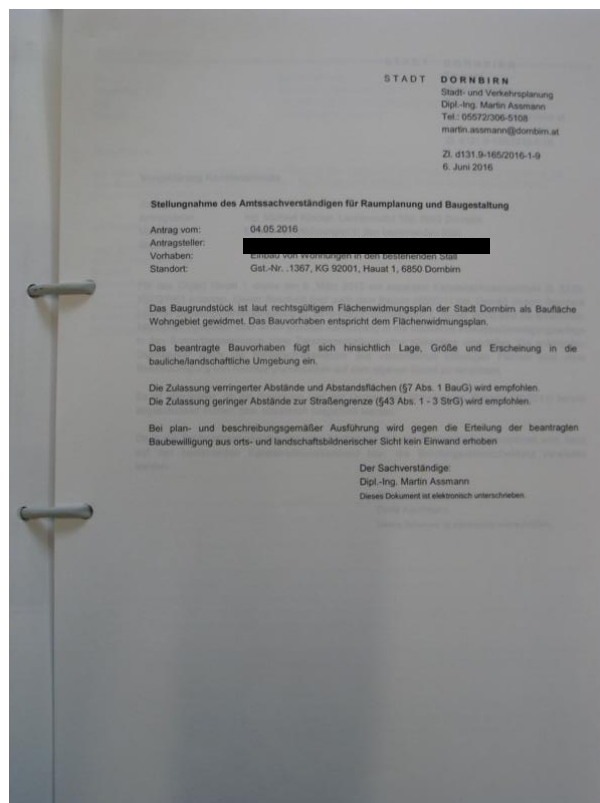 STADT DORNBIRN
Stadt- und Verkehrsplanung
Dipl.-Ing. Martin Assmann
Tel.: 05572/306-5108
martin.assmann@dornbirn.at
Zl. d131.9-165/2016-1-9
6. Juni 2016
Stellungnahme des Amtssachverständigen für Raumplanung und Baugestaltung
Antrag vom: 04.05.2016
Antragsteller:
Vorhaben: Einbau von Wohnungen in den bestehenden Stall
Standort: Gst.-Nr. .1367, KG 92001, Hauat 1, 6850 Dornbirn
Das Baugrundstück ist laut rechtsgültigem Flächenwidmungsplan der Stadt Dornbirn als Baufläche
Wohngebiet gewidmet. Das Bauvorhaben entspricht dem Flächenwidmungsplan.
Das beantragte Bauvorhaben fügt sich hinsichtlich Lage, Größe und Erscheinung in die
bauliche/landschaftliche Umgebung ein.
Die Zulassung verringerter Abstände und Abstandsflächen (§7 Abs. 1 BauG) wird empfohlen.
Die Zulassung geringer Abstände zur Straßengrenze (§43 Abs. 1 - 3 StrG) wird empfohlen.
Bei plan- und beschreibungsgemäßer Ausführung wird gegen die Erteilung der beantragten
Baubewilligung aus orts- und landschaftsbildnerischer Sicht kein Einwand erhoben
Der Sachverständige:
Dipl.-Ing. Martin Assmann
Dieses Dokument ist elektronisch unterschrieben.